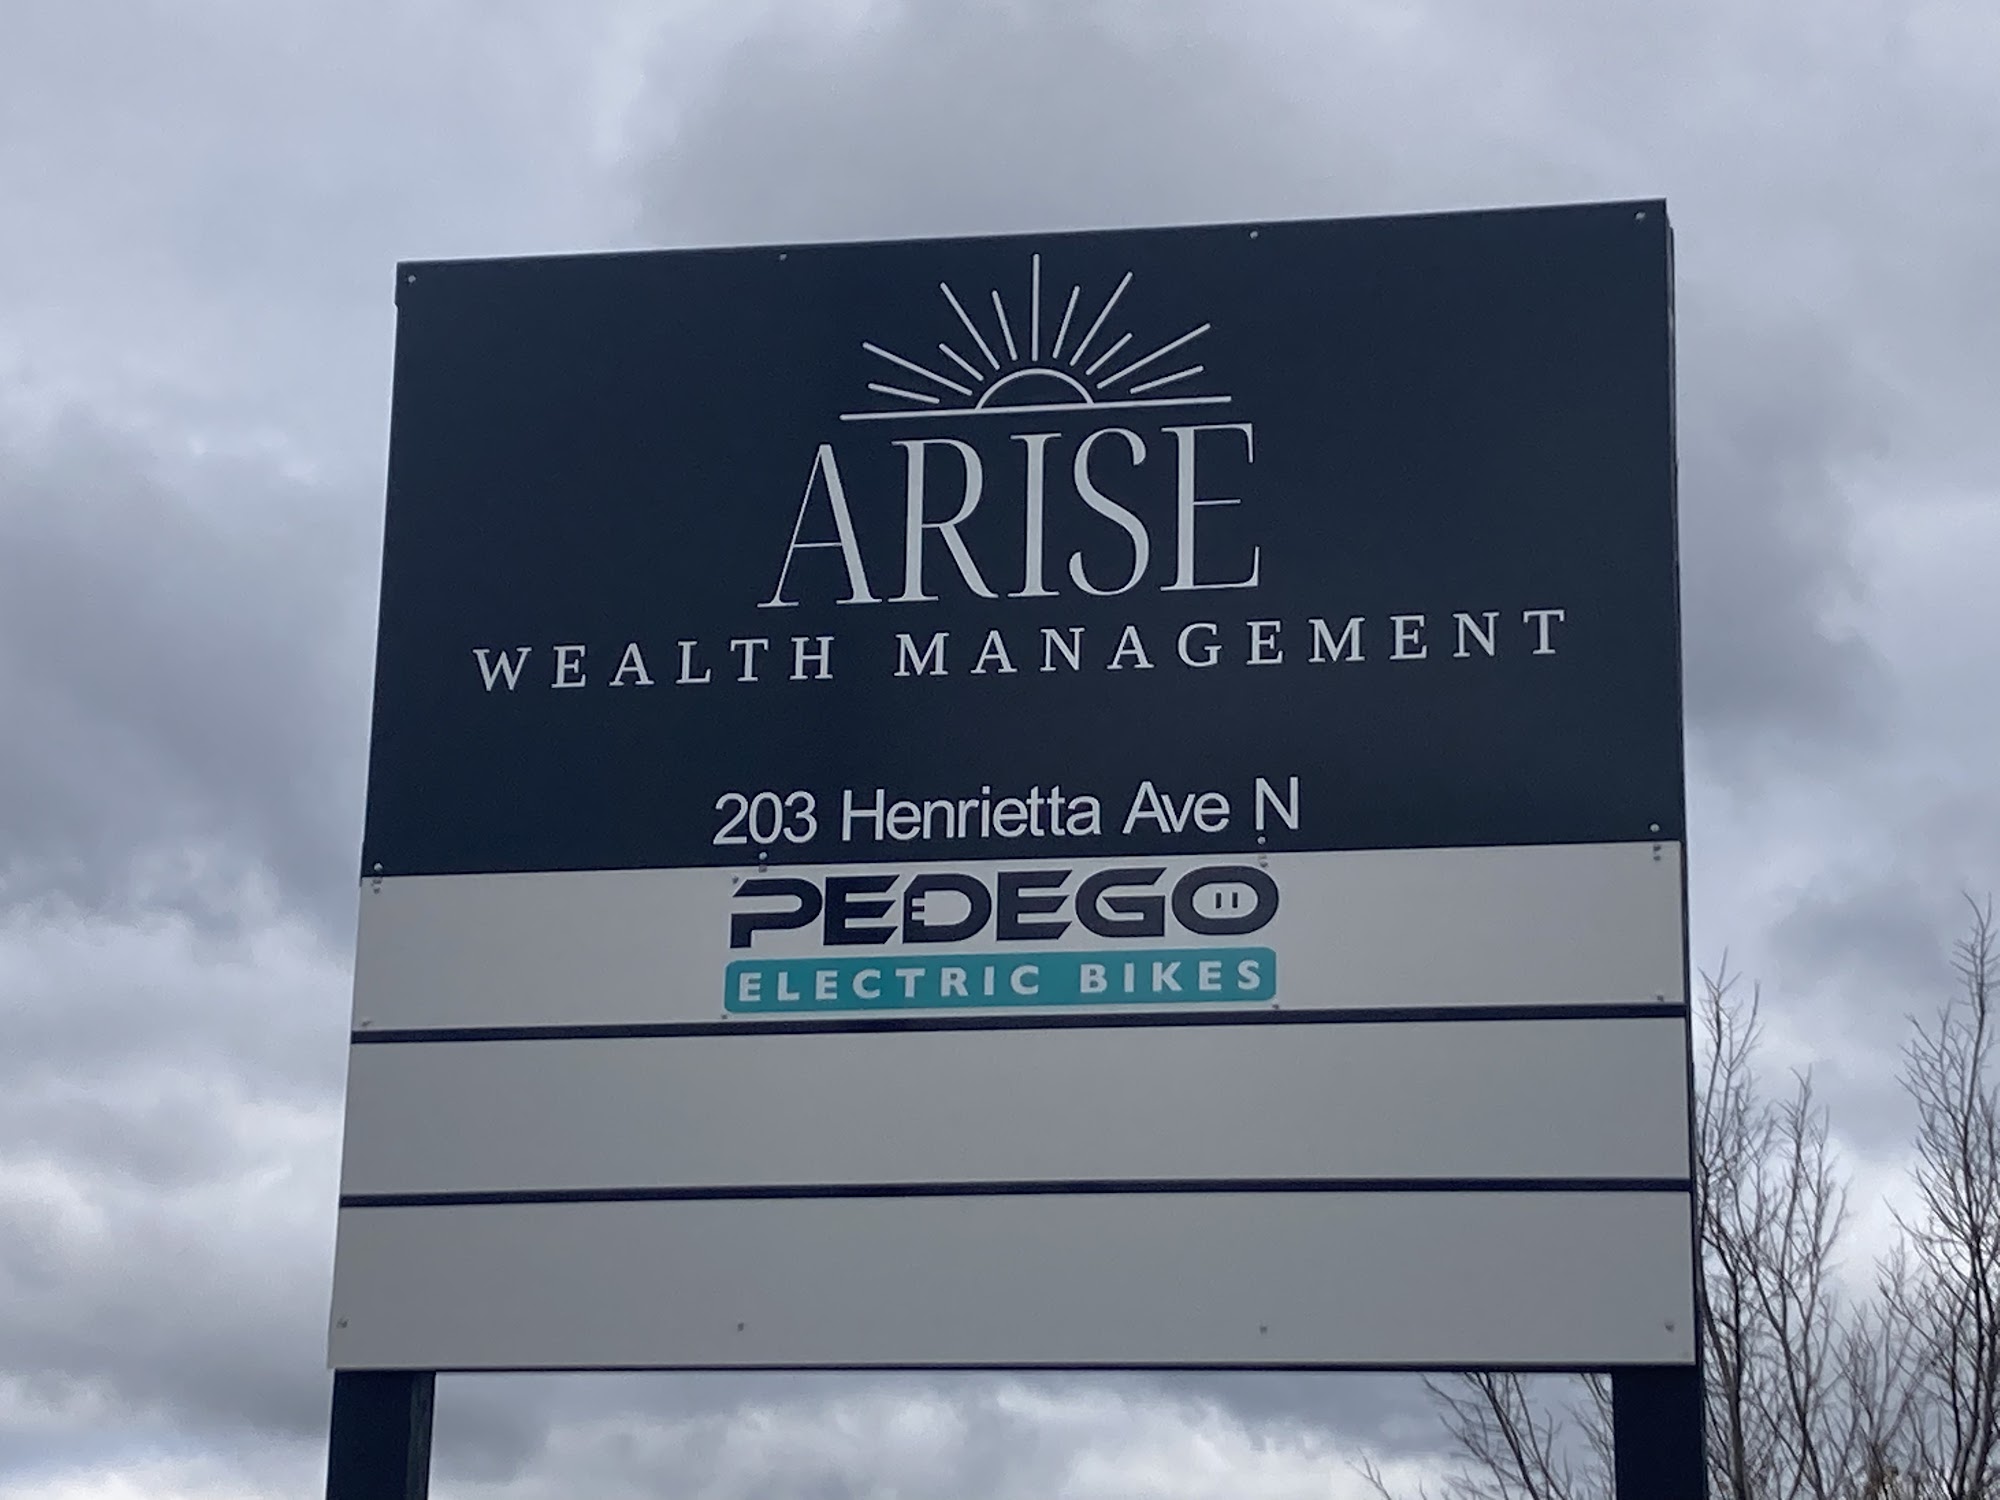 ARISE
WEALTH MANAGEMENT
203 Henrietta Ave N
PEDEGO
ELECTRIC BIKES